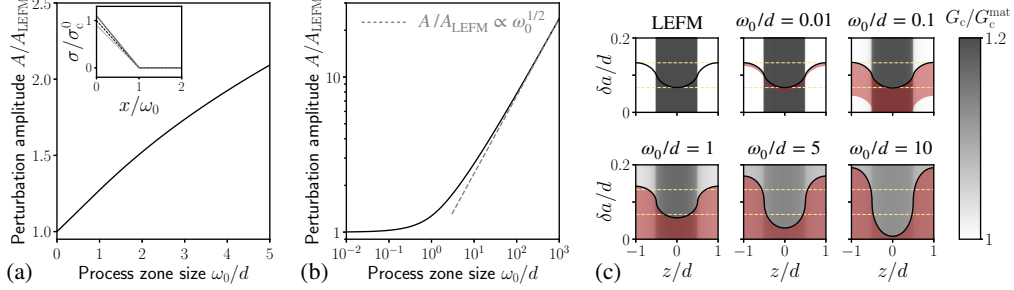 Perturbation amplitude A/A_LEFM
2.5
2.0
1.5
1.0
σ/σ_c^0
1
0
0
1
2
x/ω_0
0
1
2
3
4
5
Process zone size ω_0/d
(a)
Perturbation amplitude A/A_LEFM
10
1
A/A_LEFM ∝ ω_0^{1/2}
10^{-2}
10^{-1}
10^0
10^1
10^2
10^3
Process zone size ω_0/d
(b)
LEFM
ω_0/d = 0.01
ω_0/d = 0.1
δa/d
0.2
0
ω_0/d = 1
ω_0/d = 5
ω_0/d = 10
δa/d
0.2
0
−1
0
1
−1
0
1
−1
0
1
z/d
z/d
z/d
(c)
G_c/G_c^mat
1.2
1